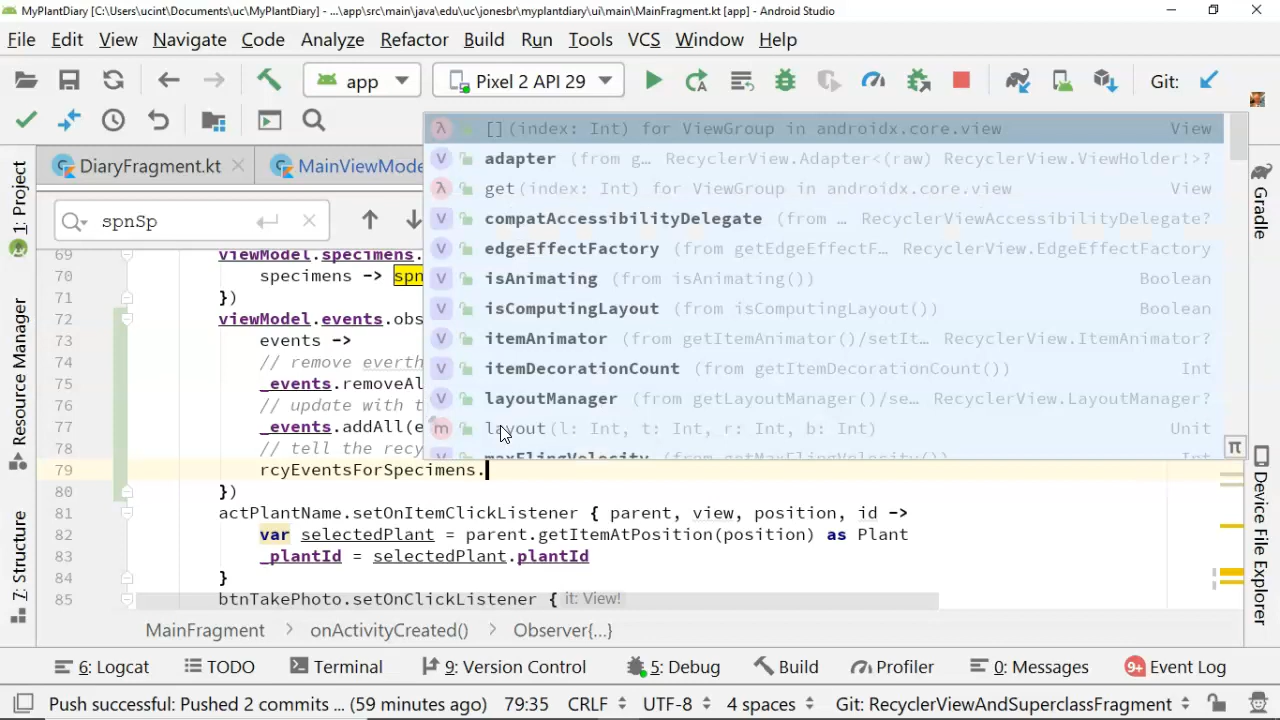 MyPlantDiary [C:\Users\ucint\Documents\uc\MyPlantDiary] - ...\app\src\main\java\edu\uc\jonesbr\myplantdiary\ui\main\MainFragment.kt [app] - Android Studio
File Edit View Navigate Code Analyze Refactor Build Run Tools VCS Window Help
app Pixel 2 API 29 Git:
[](index: Int) for ViewGroup in androidx.core.view View
DiaryFragment.kt MainViewMode
adapter (from g... RecyclerView.Adapter<(raw) RecyclerView.ViewHolder!>?
get(index: Int) for ViewGroup in androidx.core.view View
spnSp
compatAccessibilityDelegate (from ... RecyclerViewAccessibilityDelegate?
edgeEffectFactory (from getEdgeEffectF... RecyclerView.EdgeEffectFactory
isAnimating (from isAnimating()) Boolean
isComputingLayout (from isComputingLayout()) Boolean
itemAnimator (from getItemAnimator()/setIt... RecyclerView.ItemAnimator?
itemDecorationCount (from getItemDecorationCount()) Int
layoutManager (from getLayoutManager()/se... RecyclerView.LayoutManager?
layout(l: Int, t: Int, r: Int, b: Int) Unit
maxFlingVelocity (from getMaxFlingVelocity()) Int
69 viewModel.specimens.
70 specimens -> spn
71 })
72 viewModel.events.obs
73 events ->
74 // remove everth
75 _events.removeAl
76 // update with t
77 _events.addAll(e
78 // tell the recy
79 rcyEventsForSpecimens.
80 })
81 actPlantName.setOnItemClickListener { parent, view, position, id ->
82 var selectedPlant = parent.getItemAtPosition(position) as Plant
83 _plantId = selectedPlant.plantId
84 }
85 btnTakePhoto.setOnClickListener { it: View!
MainFragment > onActivityCreated() > Observer{...}
1: Project
Resource Manager
7: Structure
Gradle
Device File Explorer
6: Logcat TODO Terminal 9: Version Control 5: Debug Build Profiler 0: Messages 9+ Event Log
Push successful: Pushed 2 commits ... (59 minutes ago) 79:35 CRLF UTF-8 4 spaces Git: RecyclerViewAndSuperclassFragment